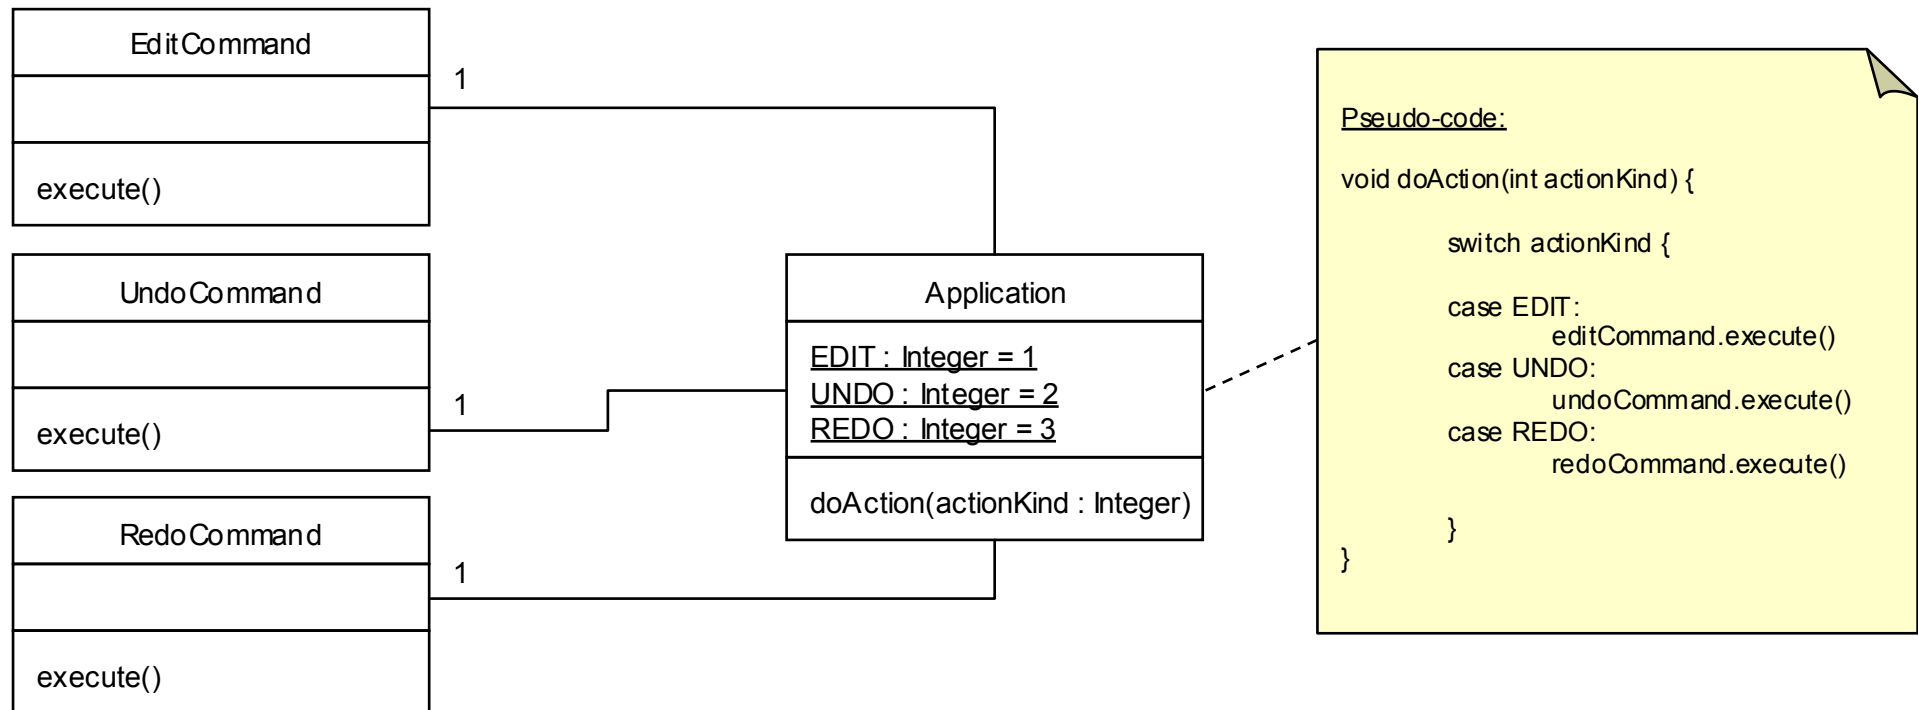 EditCommand
1
execute()
UndoCommand
1
execute()
RedoCommand
1
execute()
Application
EDIT : Integer = 1
UNDO : Integer = 2
REDO : Integer = 3
doAction(actionKind : Integer)
Pseudo-code:
void doAction(int actionKind) {
switch actionKind {
case EDIT:
editCommand.execute()
case UNDO:
undoCommand.execute()
case REDO:
redoCommand.execute()
}
}